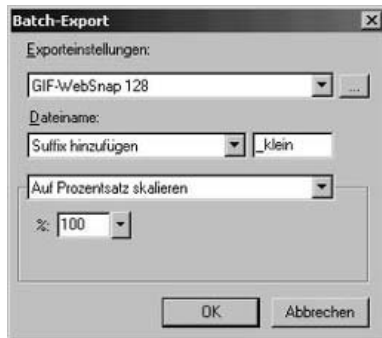 Batch-Export
Exporteinstellungen:
GIF-WebSnap 128
...
Dateiname:
Suffix hinzufügen
_klein
Auf Prozentsatz skalieren
%: 100
OK Abbrechen